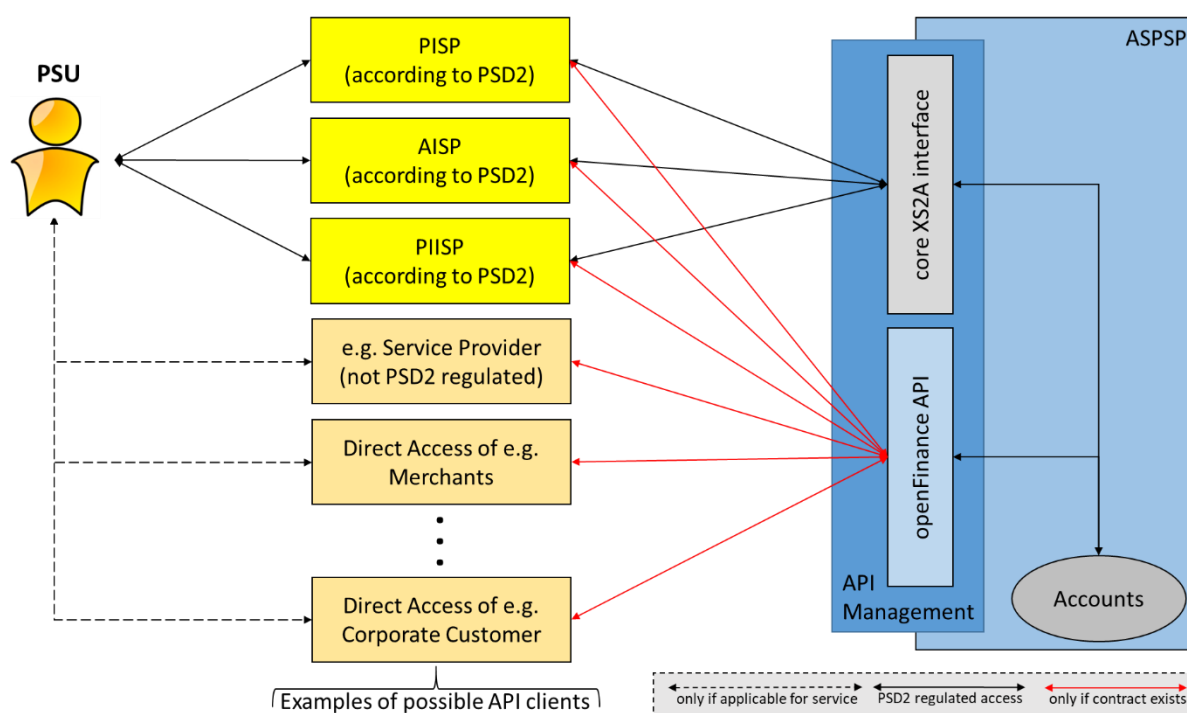 PSU
PISP
(according to PSD2)
AISP
(according to PSD2)
PIISP
(according to PSD2)
e.g. Service Provider
(not PSD2 regulated)
Direct Access of e.g.
Merchants
Direct Access of e.g.
Corporate Customer
Examples of possible API clients
ASPSP
core XS2A interface
openFinance API
API
Management
Accounts
only if applicable for service
PSD2 regulated access
only if contract exists